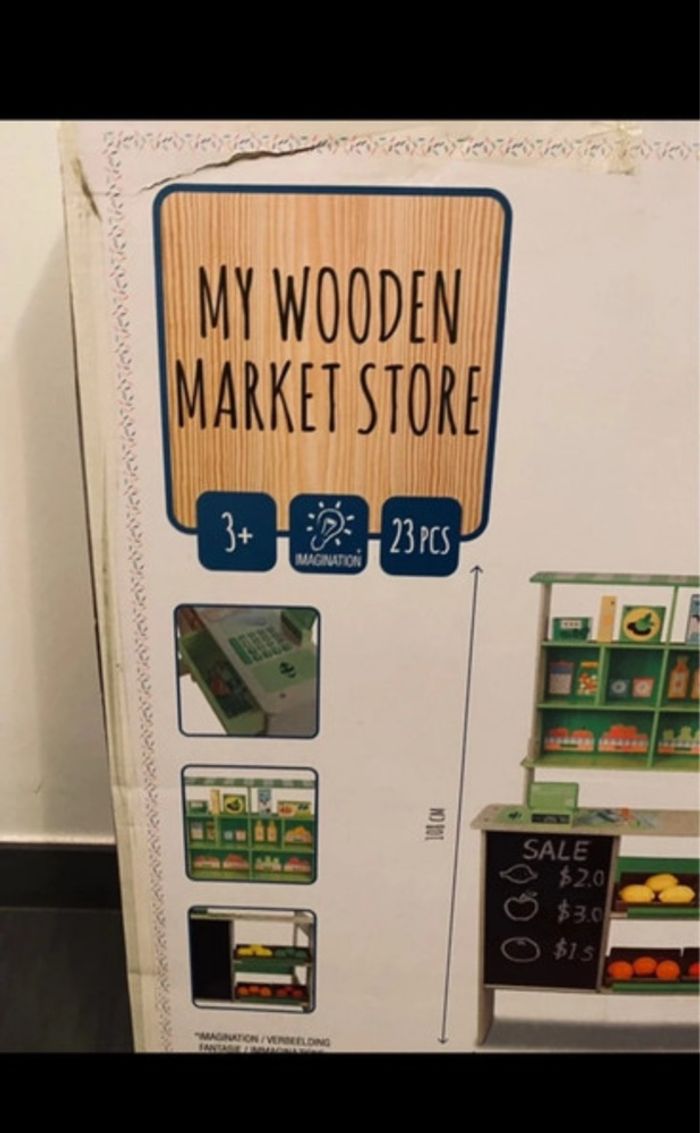 MY WOODEN
MARKET STORE
3+
IMAGINATION*
23 PCS
108 CM
SALE
$2.0
$3.0
$1.5
*IMAGINATION / VERBEELDING
FANTASIE /